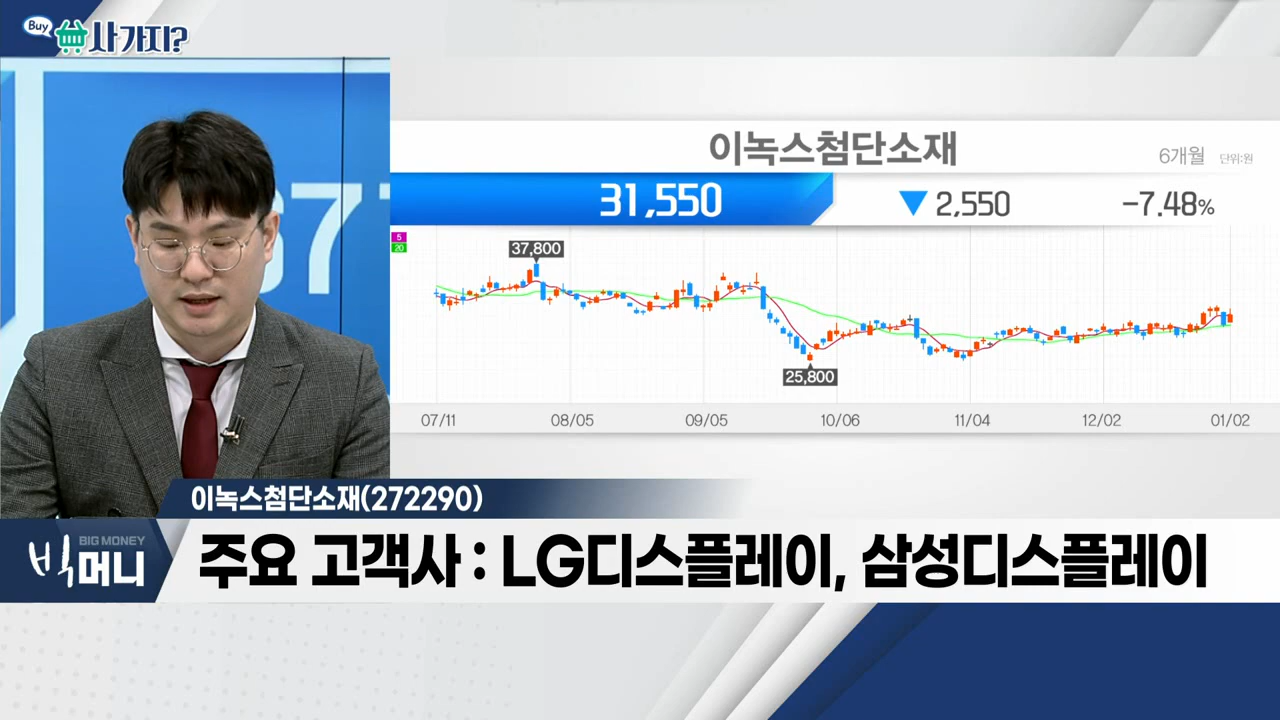 Buy
사가지?
677
이녹스첨단소재
6개월 단위:원
31,550 ▼ 2,550 -7.48%
5
20
37,800
25,800
07/11 08/05 09/05 10/06 11/04 12/02 01/02
이녹스첨단소재(272290)
BIG MONEY
빅머니
주요 고객사 : LG디스플레이, 삼성디스플레이